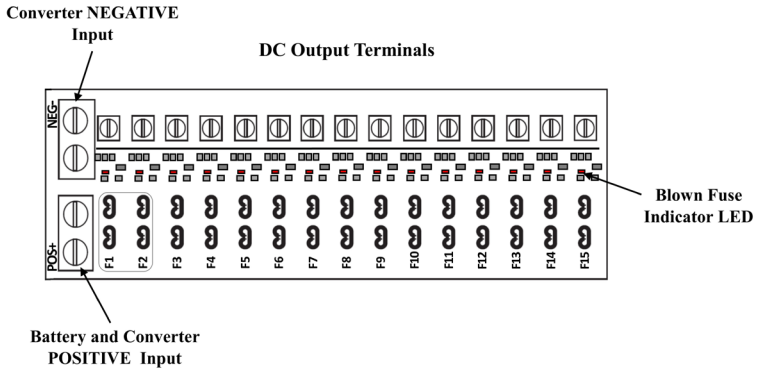 Converter NEGATIVE
Input
DC Output Terminals
NEG-
POS+
F1 F2 F3 F4 F5 F6 F7 F8 F9 F10 F11 F12 F13 F14 F15
Blown Fuse
Indicator LED
Battery and Converter
POSITIVE Input